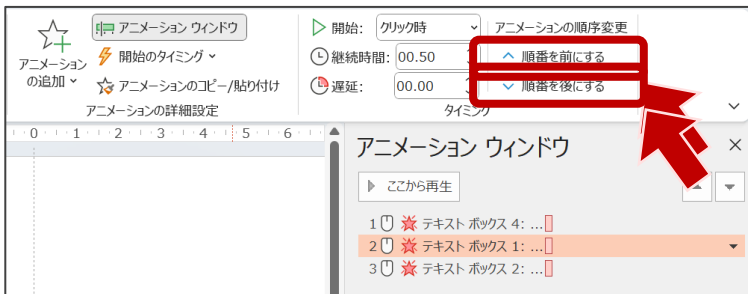 アニメーション
の追加
アニメーション ウィンドウ
開始のタイミング
アニメーションのコピー/貼り付け
アニメーションの詳細設定
開始: クリック時
継続時間: 00.50
遅延: 00.00
タイミング
アニメーションの順序変更
順番を前にする
順番を後にする
0 1 2 3 4 5 6
アニメーション ウィンドウ
ここから再生
1 テキスト ボックス 4: ...
2 テキスト ボックス 1: ...
3 テキスト ボックス 2: ...